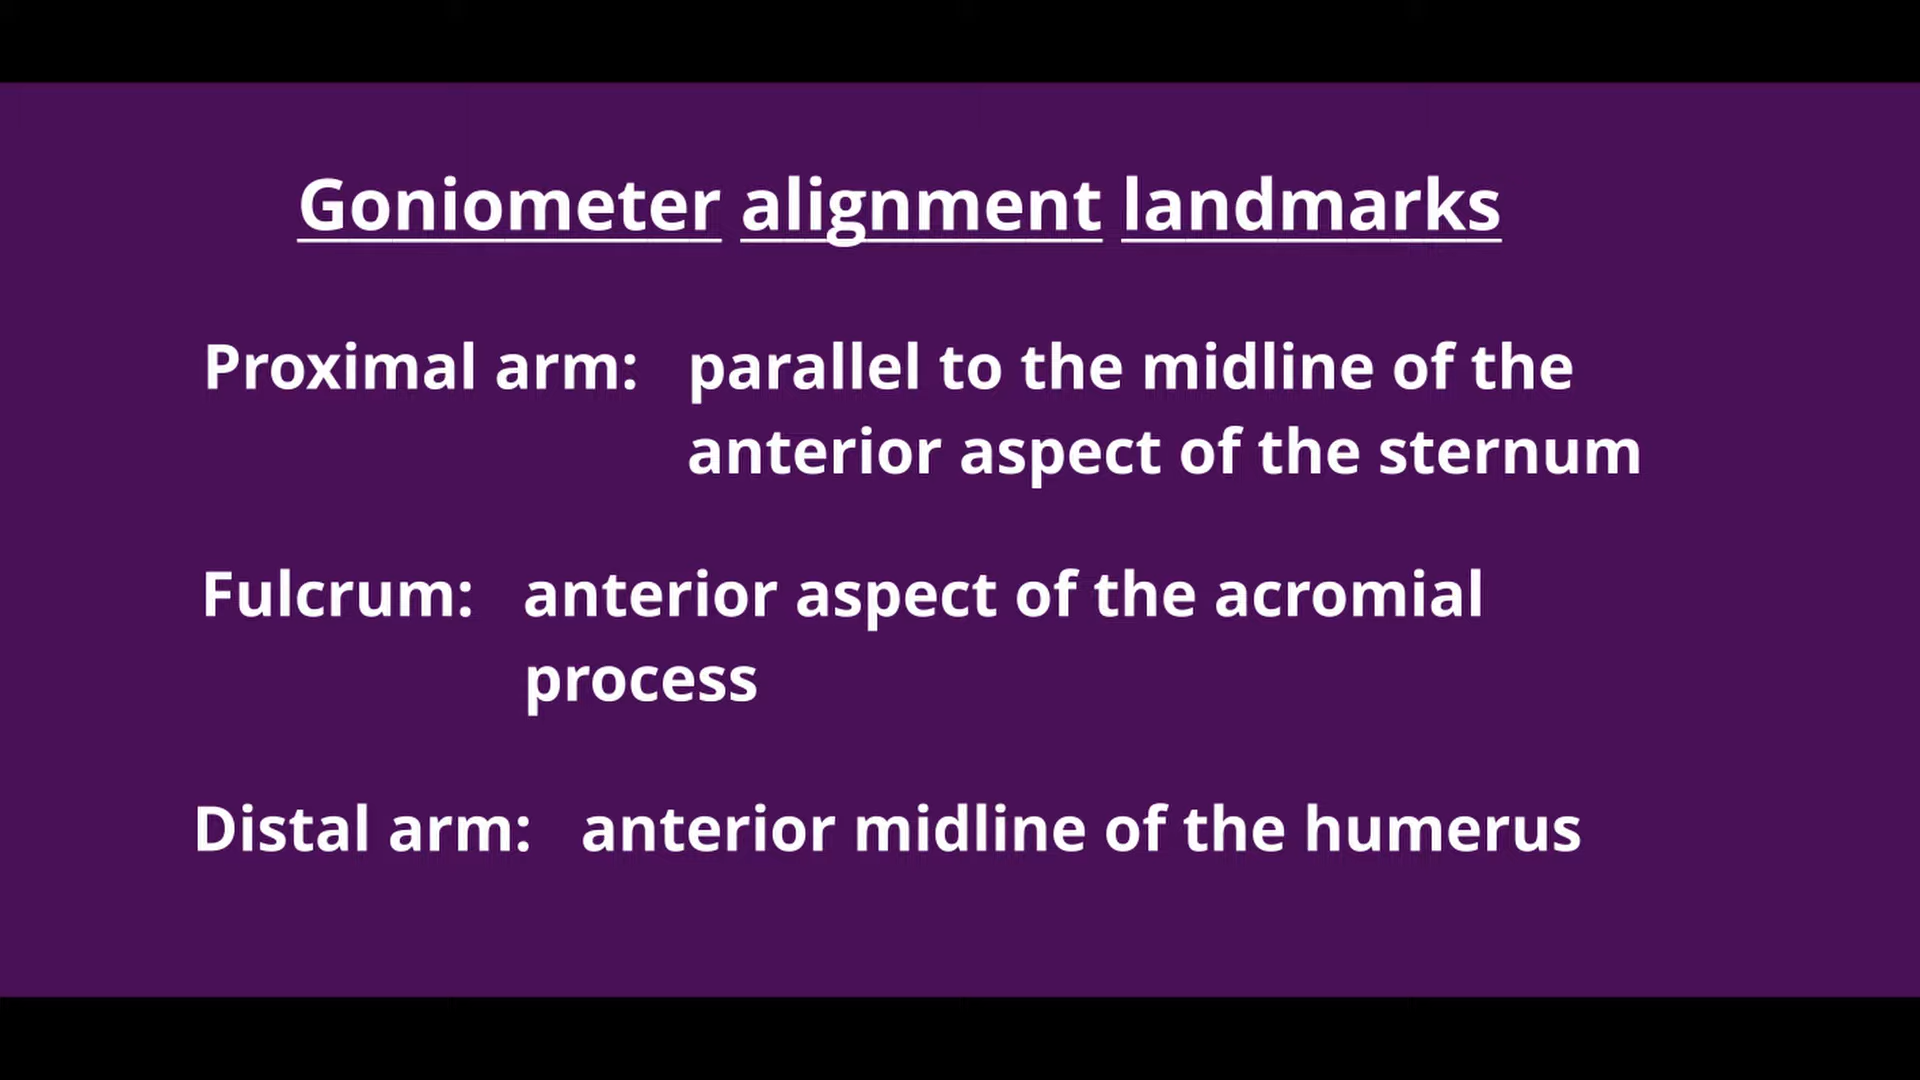 Goniometer alignment landmarks
Proximal arm: parallel to the midline of the
anterior aspect of the sternum
Fulcrum: anterior aspect of the acromial
process
Distal arm: anterior midline of the humerus